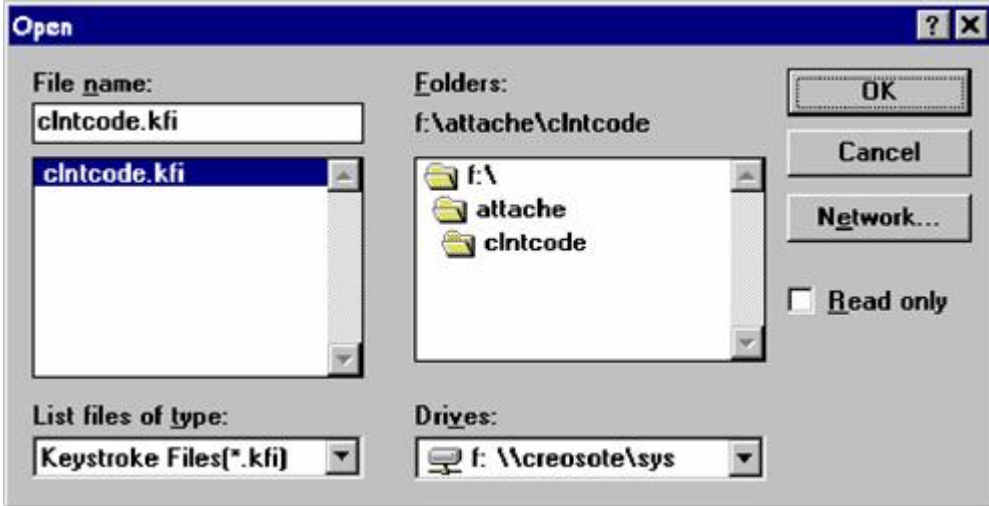 Open
File name:
clntcode.kfi
clntcode.kfi
List files of type:
Keystroke Files(*.kfi)
Folders:
f:\attache\clntcode
f:\
attache
clntcode
Drives:
f: \\creosote\sys
OK
Cancel
Network...
Read only